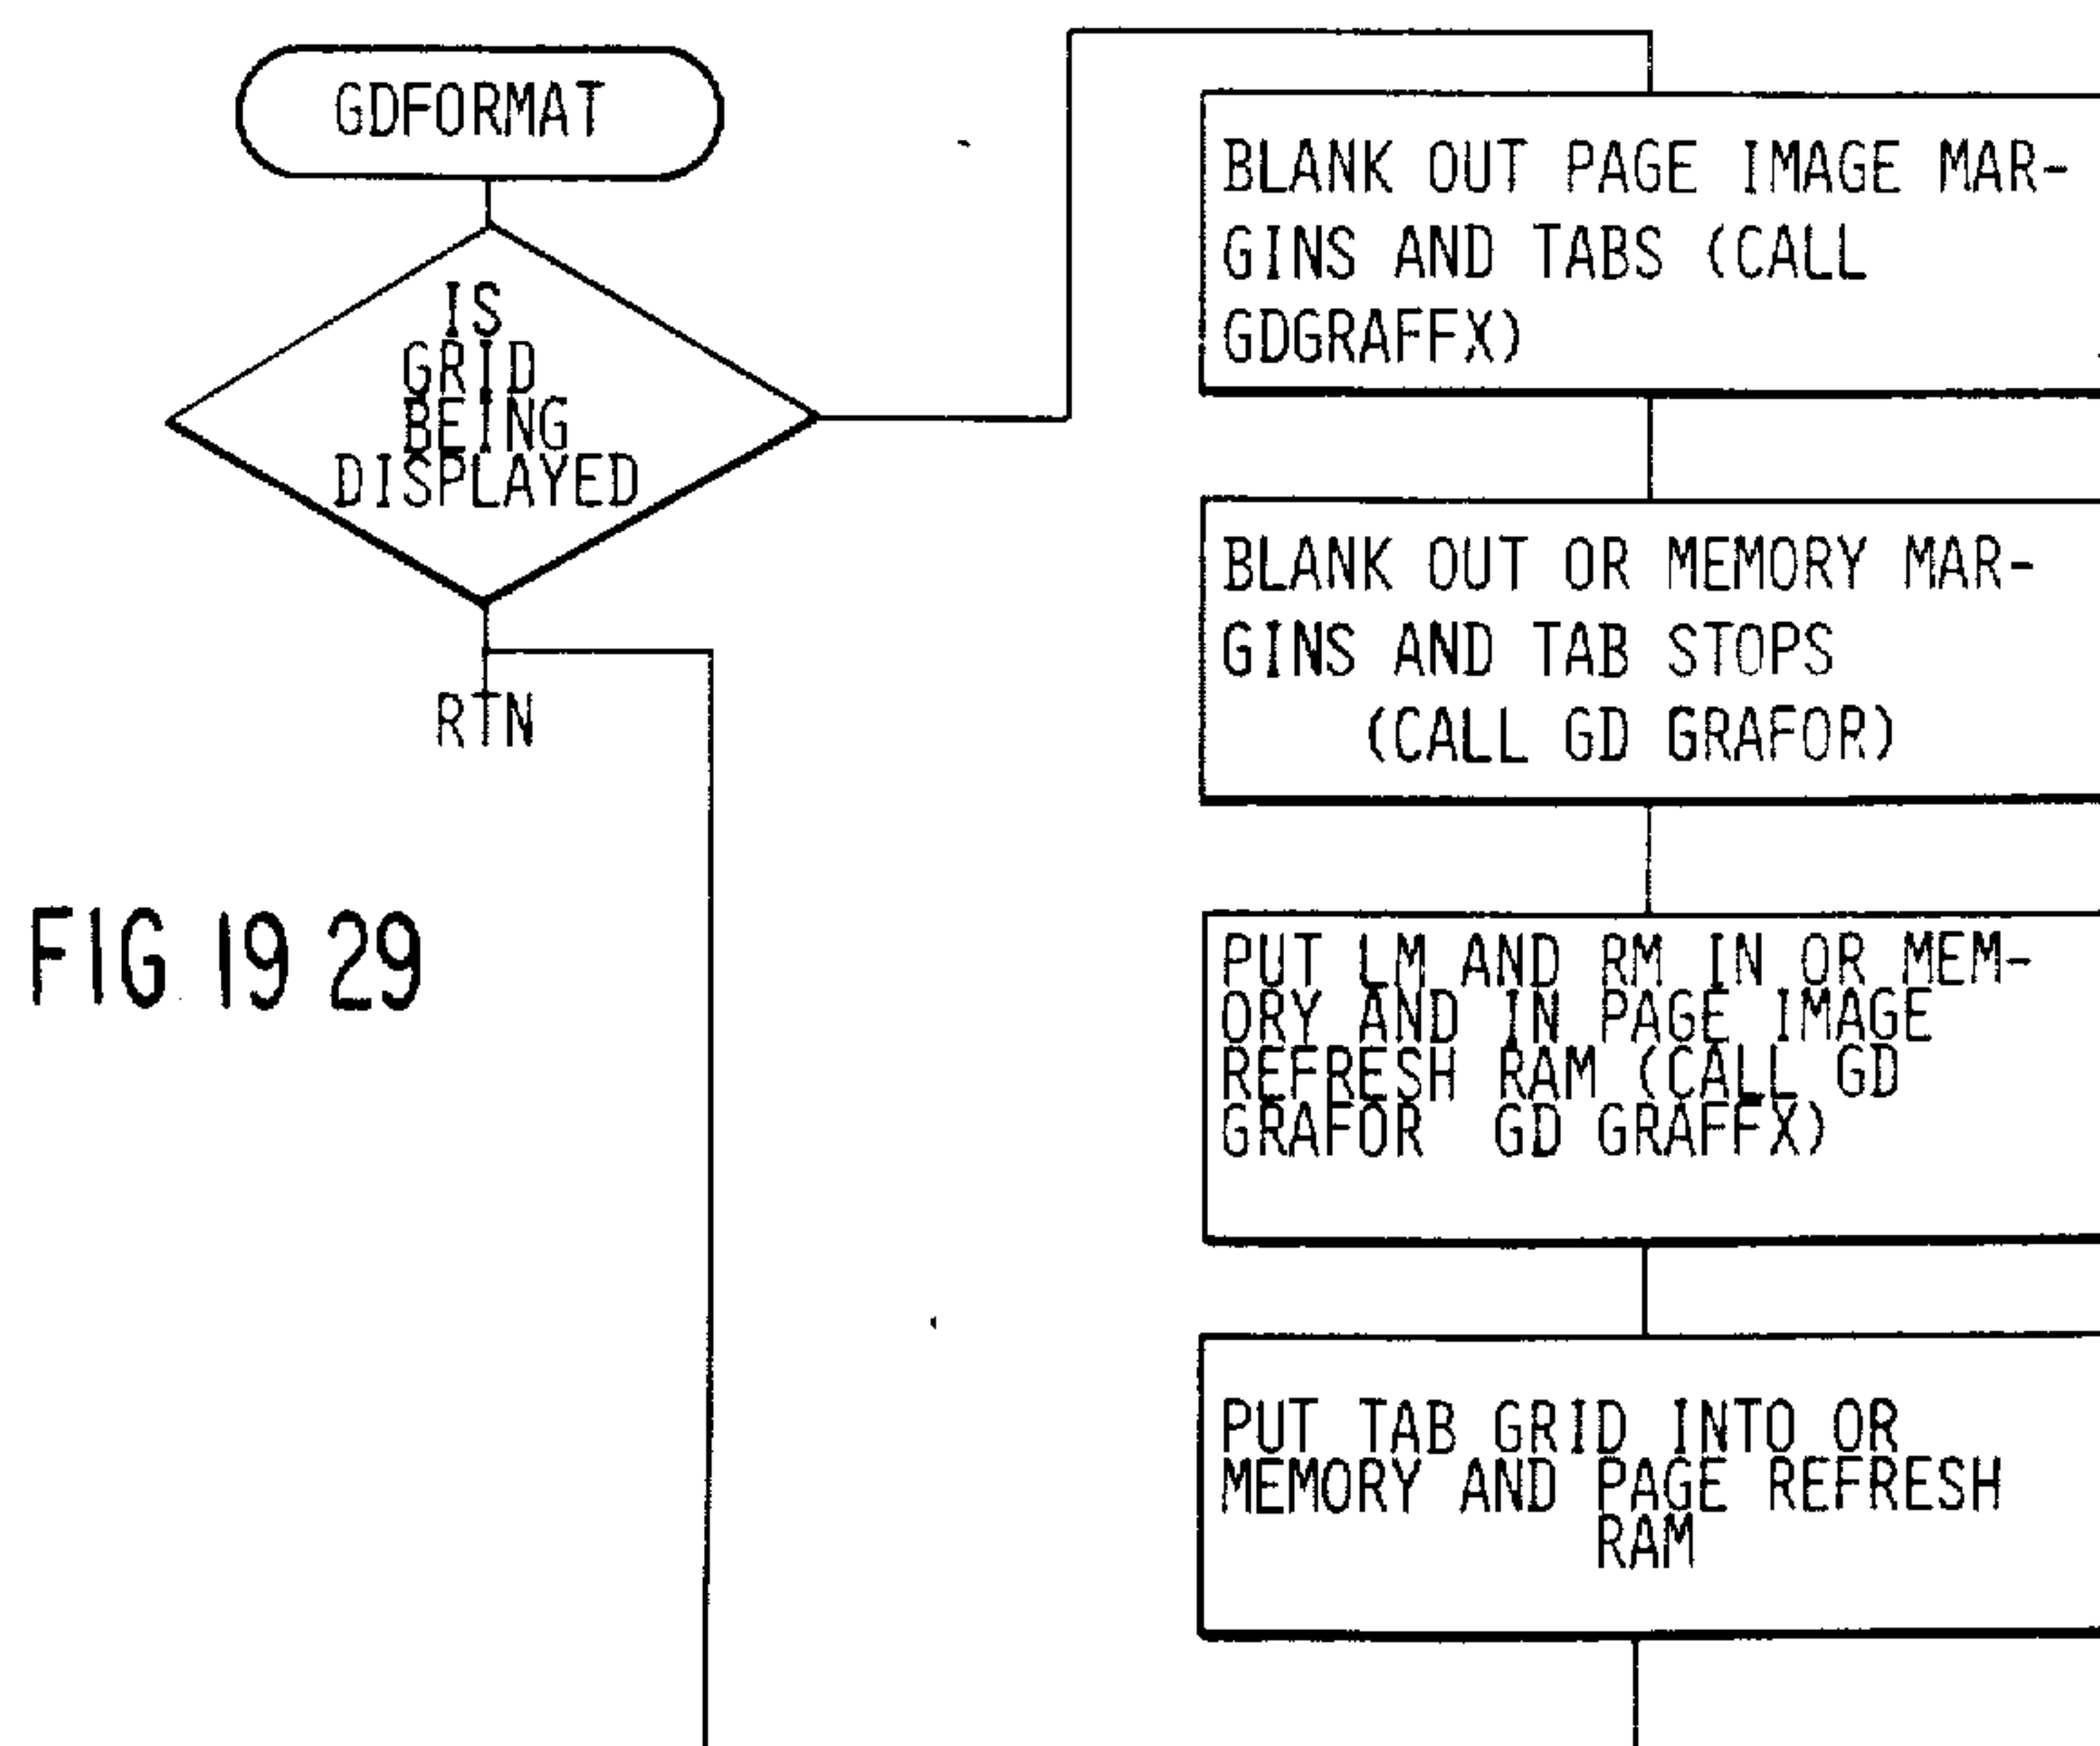 GDFORMAT
IS
GRID
BEING
DISPLAYED
RTN
FIG 19 29
BLANK OUT PAGE IMAGE MAR-
GINS AND TABS (CALL
GDGRAFFX)
BLANK OUT OR MEMORY MAR-
GINS AND TAB STOPS
(CALL GD GRAFOR)
PUT LM AND RM IN OR MEM-
ORY AND IN PAGE IMAGE
REFRESH RAM (CALL GD
GRAFOR GD GRAFFX)
PUT TAB GRID INTO OR
MEMORY AND PAGE REFRESH
RAM